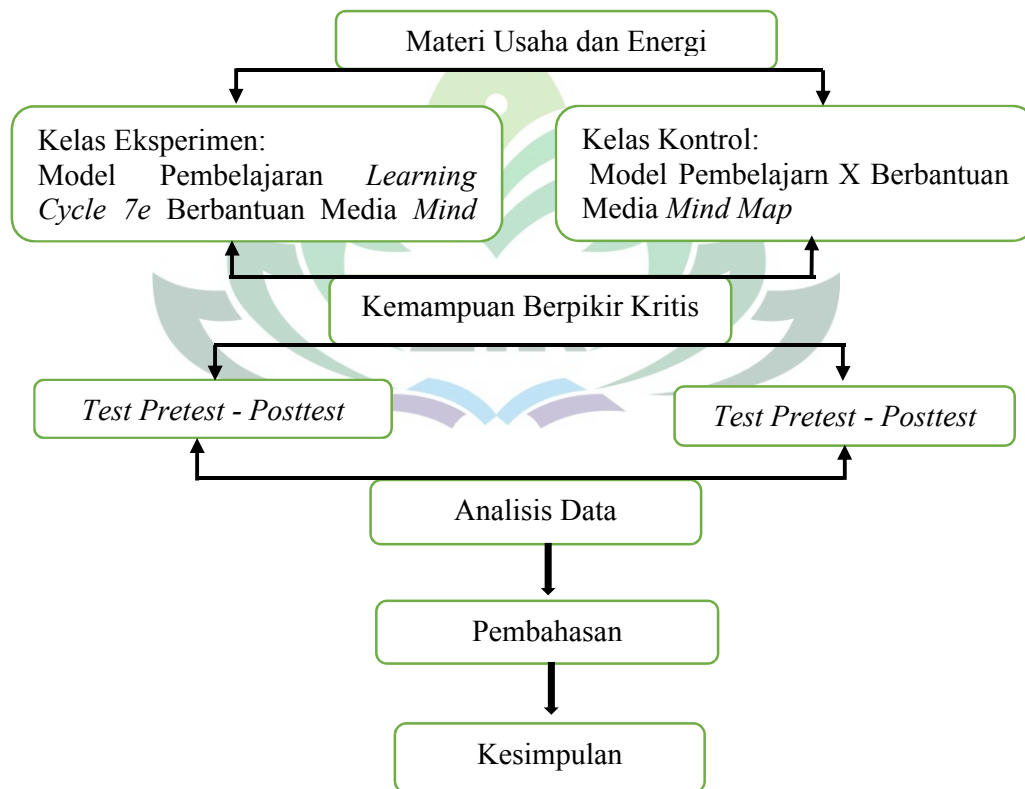 Materi Usaha dan Energi
Kelas Eksperimen:
Model Pembelajaran Learning
Cycle 7e Berbantuan Media Mind
Kelas Kontrol:
Model Pembelajarn X Berbantuan
Media Mind Map
Kemampuan Berpikir Kritis
Test Pretest - Posttest
Test Pretest - Posttest
Analisis Data
Pembahasan
Kesimpulan